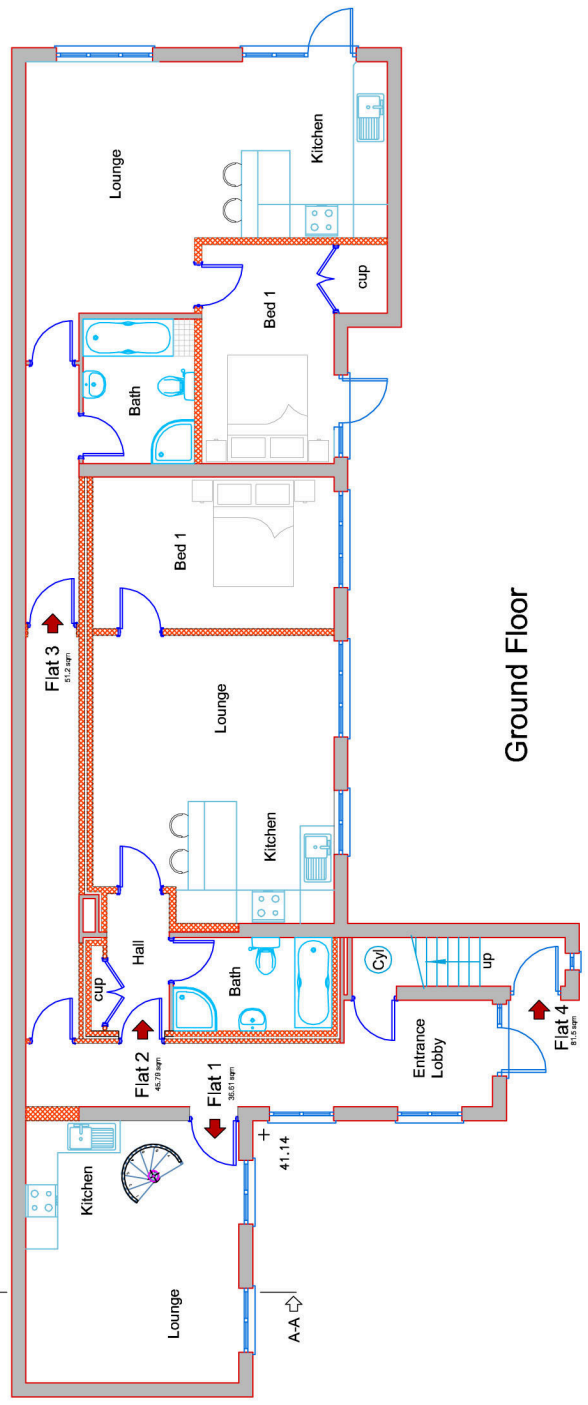 Lounge
Kitchen
cup
Bed 1
Bath
Bed 1
Flat 3
51.2 sqm
Lounge
Kitchen
Hall
cup
Bath
Cyl
up
Flat 2
45.79 sqm
Flat 1
36.61 sqm
Entrance
Lobby
Flat 4
81.5 sqm
41.14
Kitchen
Lounge
A-A
Ground Floor